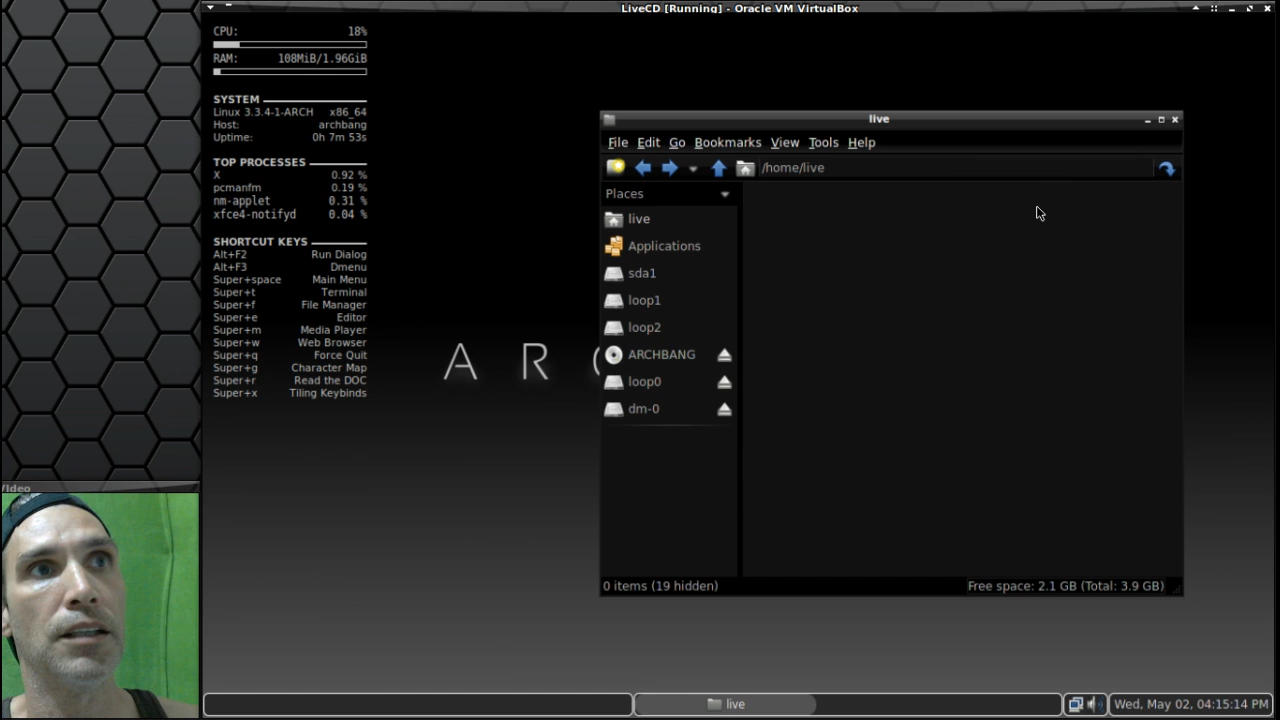 LiveCD [Running] - Oracle VM VirtualBox
CPU: 18%
RAM: 108MiB/1.96GiB
SYSTEM
Linux 3.3.4-1-ARCH x86_64
Host: archbang
Uptime: 0h 7m 53s
TOP PROCESSES
X 0.92 %
pcmanfm 0.19 %
nm-applet 0.31 %
xfce4-notifyd 0.04 %
SHORTCUT KEYS
Alt+F2 Run Dialog
Alt+F3 Dmenu
Super+space Main Menu
Super+t Terminal
Super+f File Manager
Super+e Editor
Super+m Media Player
Super+w Web Browser
Super+q Force Quit
Super+g Character Map
Super+r Read the DOC
Super+x Tiling Keybinds
A R C
live
File Edit Go Bookmarks View Tools Help
/home/live
Places
live
Applications
sda1
loop1
loop2
ARCHBANG
loop0
dm-0
0 items (19 hidden) Free space: 2.1 GB (Total: 3.9 GB)
live
Wed, May 02, 04:15:14 PM